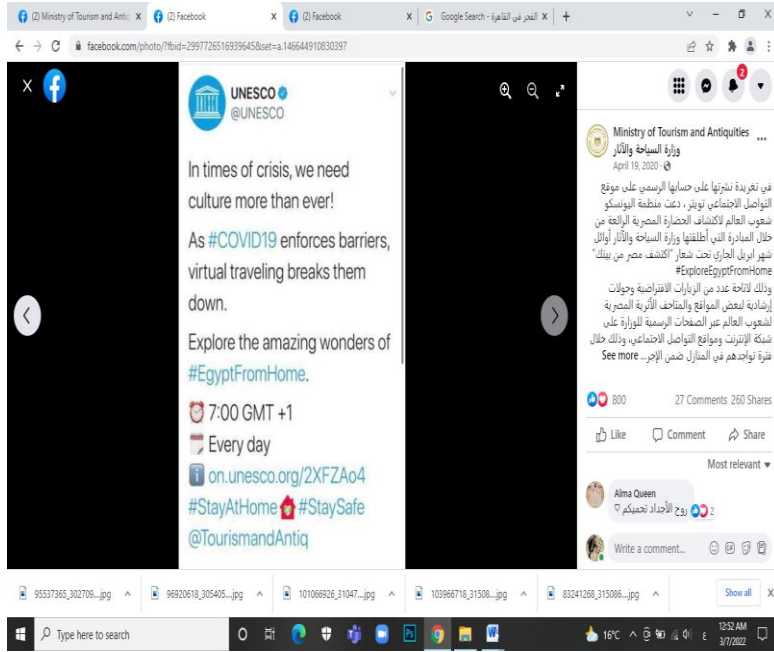 (2) Ministry of Tourism and Antiq
(2) Facebook
(2) Facebook
Google Search - الفجر في القاهرة
facebook.com/photo/?fbid=2997726516939645&set=a.146644910830397
UNESCO
@UNESCO
In times of crisis, we need
culture more than ever!
As #COVID19 enforces barriers,
virtual traveling breaks them
down.
Explore the amazing wonders of
#EgyptFromHome.
7:00 GMT +1
Every day
on.unesco.org/2XFZAo4
#StayAtHome #StaySafe
@TourismandAntiq
2
Ministry of Tourism and Antiquities
وزارة السياحة والآثار
April 19, 2020
في تغريدة نشرتها على حسابها الرسمي على موقع
التواصل الاجتماعي تويتر ، دعت منظمة اليونسكو
شعوب العالم لاكتشاف الحضارة المصرية الرائعة من
خلال المبادرة التي أطلقتها وزارة السياحة والآثار أوائل
شهر ابريل الجاري تحت شعار "اكتشف مصر من بيتك"
#ExploreEgyptFromHome
وذلك لاتاحة عدد من الزيارات الافتراضية وجولات
إرشادية لبعض المواقع والمتاحف الأثرية المصرية
لشعوب العالم عبر الصفحات الرسمية للوزارة على
شبكة الإنترنت ومواقع التواصل الاجتماعي، وذلك خلال
فترة تواجدهم في المنازل ضمن الإجر... See more
800
27 Comments 260 Shares
Like Comment Share
Most relevant
Alma Queen
روح الأجداد تحميكم
2
Write a comment...
95537365_302709....jpg
96920618_305405....jpg
101066926_31047....jpg
103966718_31508....jpg
83241268_315086....jpg
Show all
Type here to search
16°C
ع
12:52 AM
3/7/2022